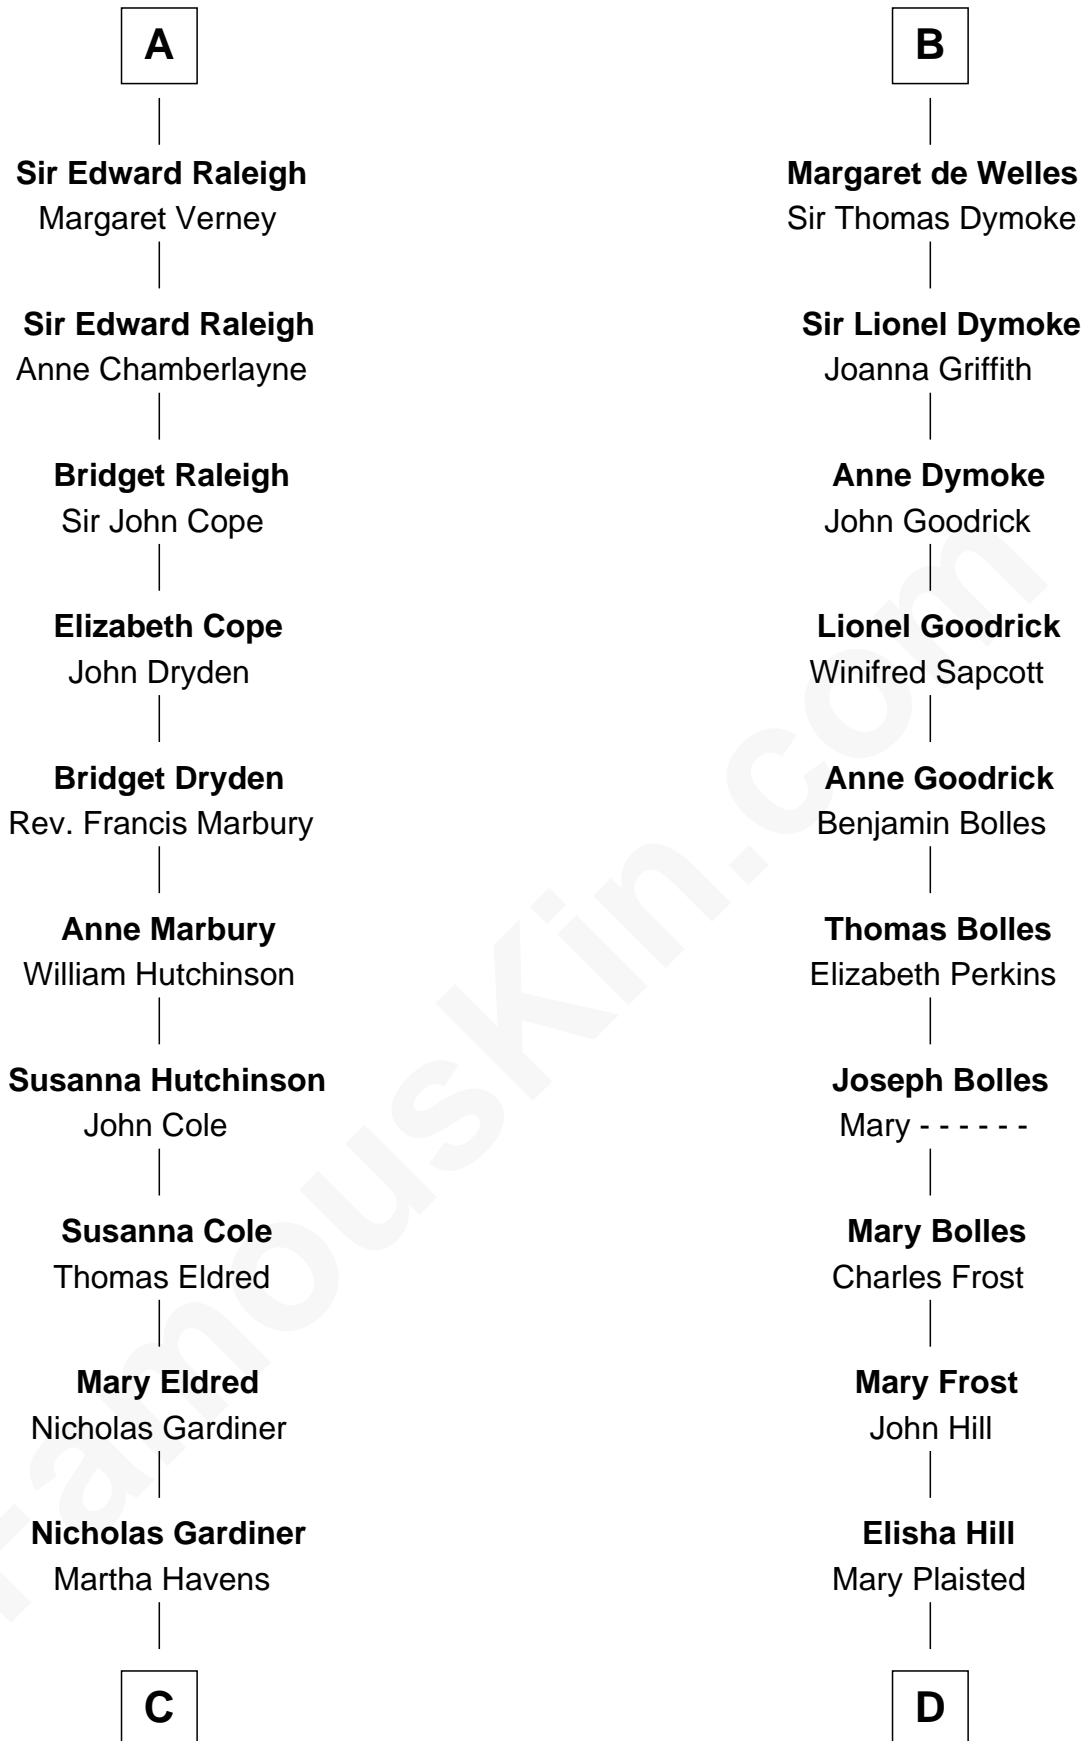 A
Sir Edward Raleigh
Margaret Verney
Sir Edward Raleigh
Anne Chamberlayne
Bridget Raleigh
Sir John Cope
Elizabeth Cope
John Dryden
Bridget Dryden
Rev. Francis Marbury
Anne Marbury
William Hutchinson
Susanna Hutchinson
John Cole
Susanna Cole
Thomas Eldred
Mary Eldred
Nicholas Gardiner
Nicholas Gardiner
Martha Havens
C
B
Margaret de Welles
Sir Thomas Dymoke
Sir Lionel Dymoke
Joanna Griffith
Anne Dymoke
John Goodrick
Lionel Goodrick
Winifred Sapcott
Anne Goodrick
Benjamin Bolles
Thomas Bolles
Elizabeth Perkins
Joseph Bolles
Mary - - - - - -
Mary Bolles
Charles Frost
Mary Frost
John Hill
Elisha Hill
Mary Plaisted
D
FamousKin.com